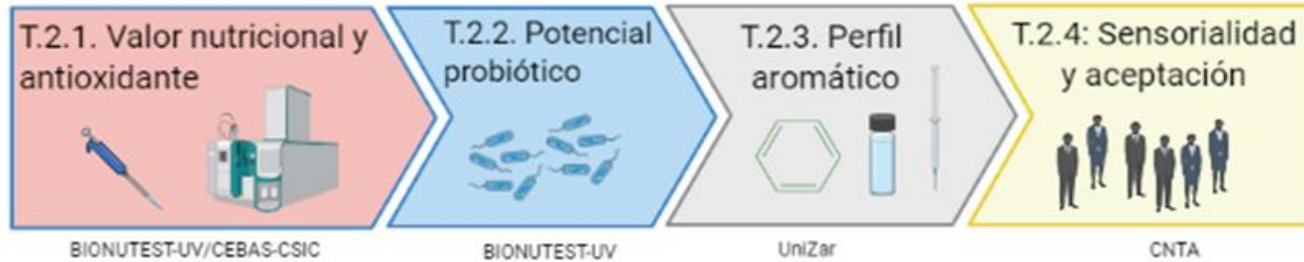 T.2.1. Valor nutricional y
antioxidante
T.2.2. Potencial
probiótico
T.2.3. Perfil
aromático
T.2.4: Sensorialidad
y aceptación
BIONUTEST-UV/CEBAS-CSIC
BIONUTEST-UV
UniZar
CNTA